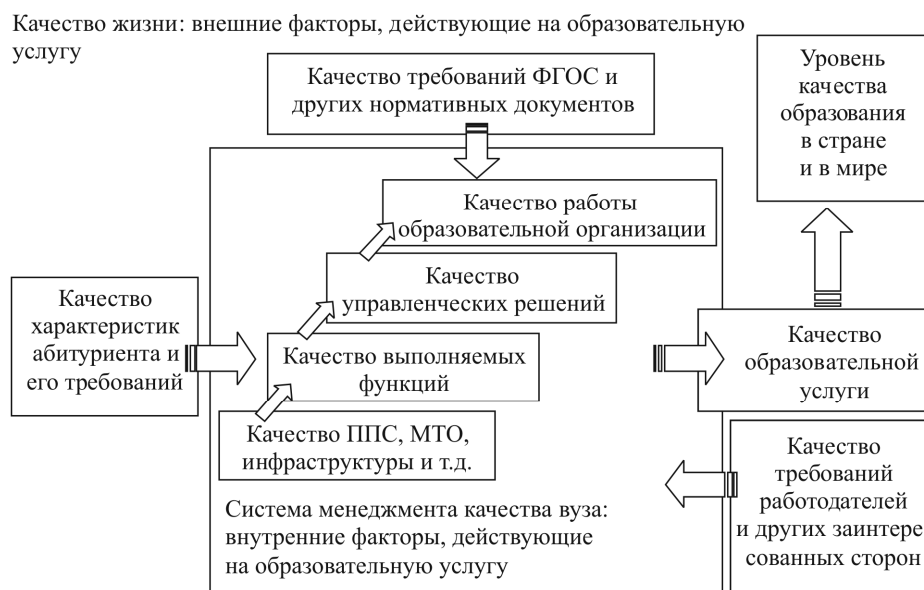 Качество жизни: внешние факторы, действующие на образовательную
услугу
Качество требований ФГОС и
других нормативных документов
Уровень
качества
образования
в стране
и в мире
Качество работы
образовательной организации
Качество
управленческих решений
Качество
характеристик
абитуриента и
его требований
Качество выполняемых
функций
Качество
образовательной
услуги
Качество ППС, МТО,
инфраструктуры и т.д.
Качество
требований
работодателей
и других заинтере
сованных сторон
Система менеджмента качества вуза:
внутренние факторы, действующие
на образовательную услугу